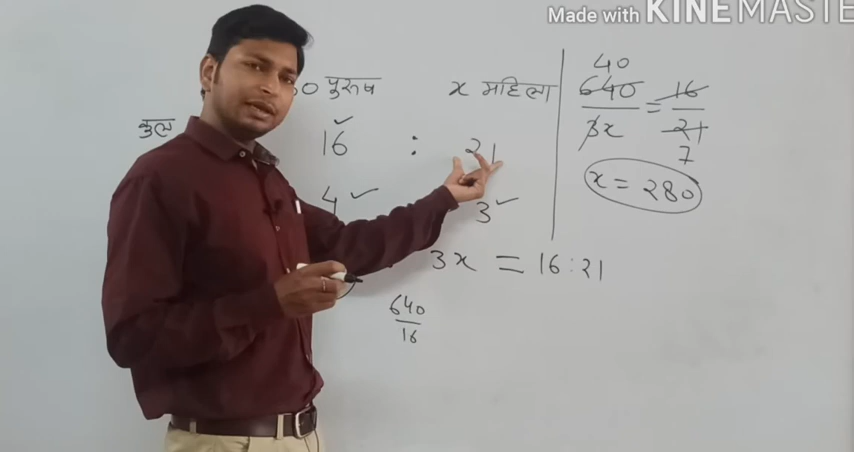 Made with KINEMASTE
0 पुरुष x महिला
कुल 16 : 21
4 3
3x = 16:21
640
16
40
640 = 16
3x 21
7
x = 280